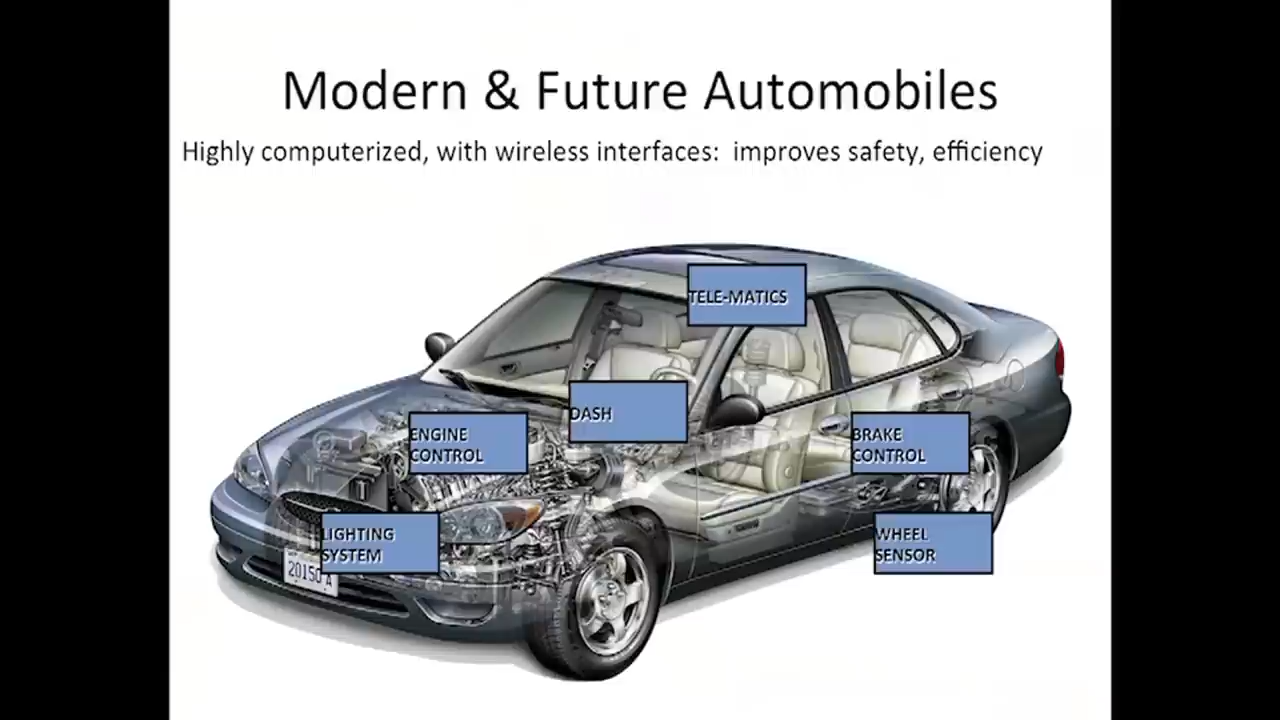 Modern & Future Automobiles
Highly computerized, with wireless interfaces: improves safety, efficiency
TELE-MATICS
DASH
ENGINE
CONTROL
BRAKE
CONTROL
LIGHTING
SYSTEM
WHEEL
SENSOR
20150 A